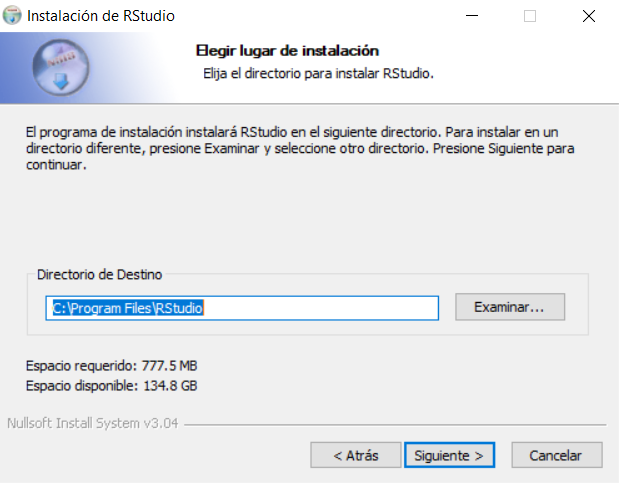 Instalación de RStudio
Elegir lugar de instalación
Elija el directorio para instalar RStudio.
El programa de instalación instalará RStudio en el siguiente directorio. Para instalar en un
directorio diferente, presione Examinar y seleccione otro directorio. Presione Siguiente para
continuar.
Directorio de Destino
C:\Program Files\RStudio
Examinar...
Espacio requerido: 777.5 MB
Espacio disponible: 134.8 GB
Nullsoft Install System v3.04
< Atrás
Siguiente >
Cancelar